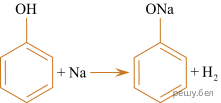 OH ONa
+ Na + H₂
решу.бел